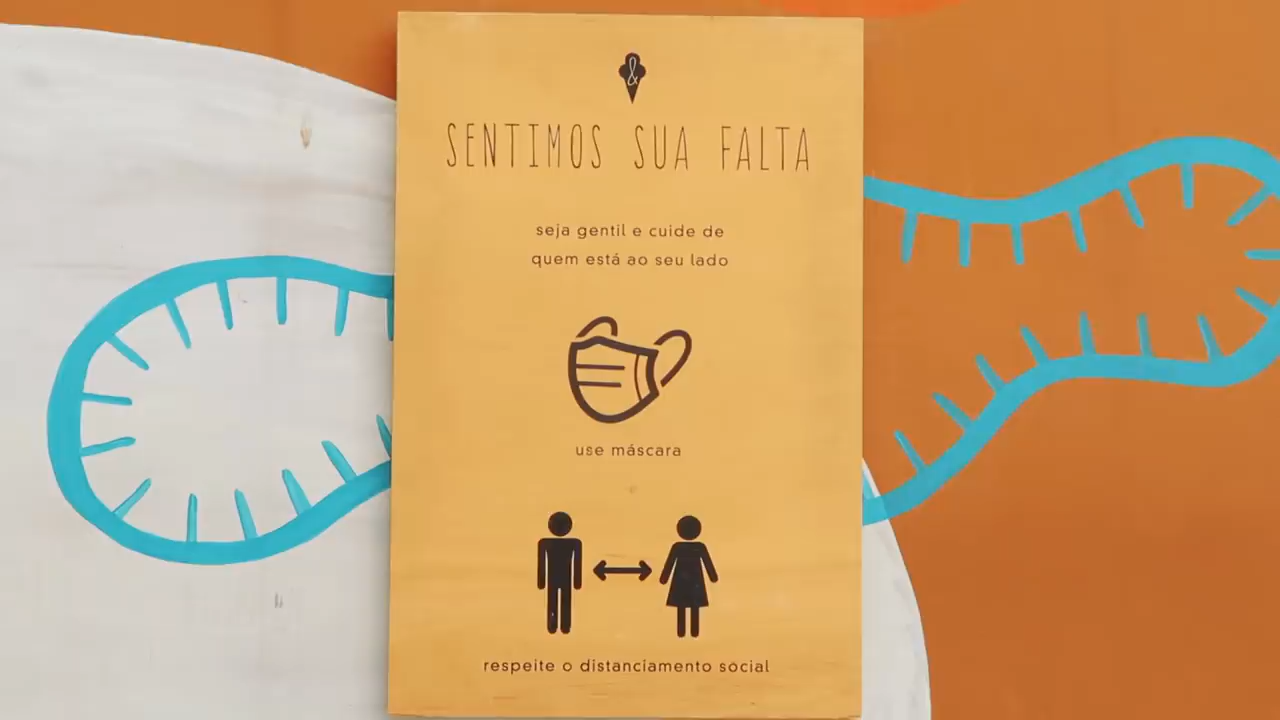 &
SENTIMOS SUA FALTA
seja gentil e cuide de
quem está ao seu lado
use máscara
respeite o distanciamento social